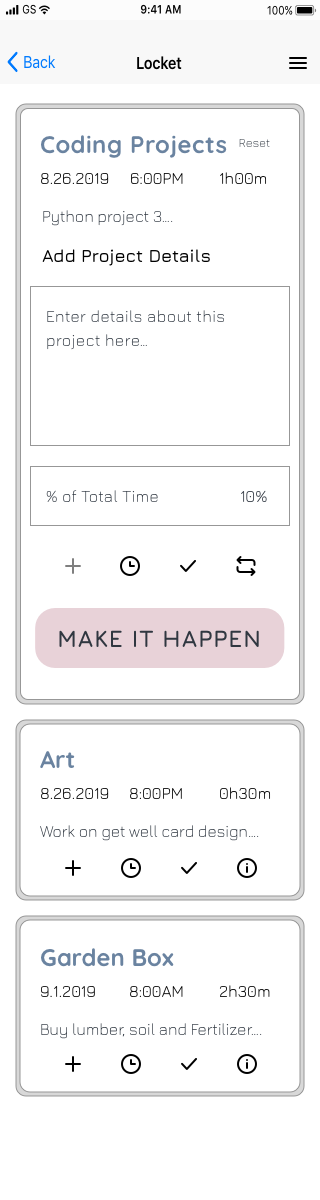 GS 9:41 AM 100%
Back Locket
Coding Projects Reset
8.26.2019 6:00PM 1h00m
Python project 3....
Add Project Details
Enter details about this
project here...
% of Total Time 10%
MAKE IT HAPPEN
Art
8.26.2019 8:00PM 0h30m
Work on get well card design....
Garden Box
9.1.2019 8:00AM 2h30m
Buy lumber, soil and Fertilizer....